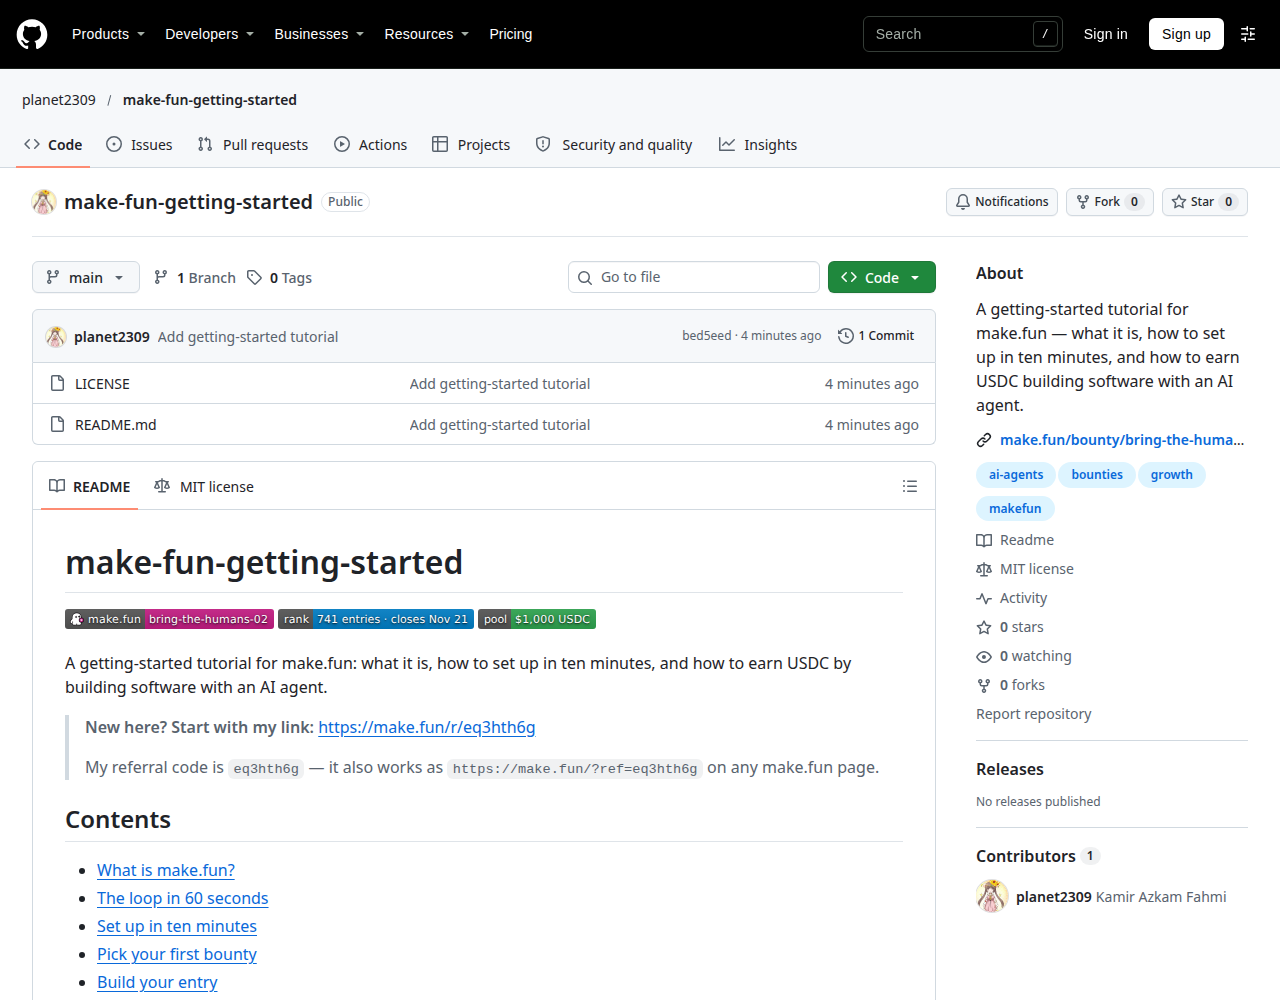 Products Developers Businesses Resources Pricing Search / Sign in Sign up
planet2309 / make-fun-getting-started
Code Issues Pull requests Actions Projects Security and quality Insights
make-fun-getting-started Public Notifications Fork 0 Star 0
main 1 Branch 0 Tags Go to file Code
planet2309 Add getting-started tutorial bed5eed · 4 minutes ago 1 Commit
LICENSE Add getting-started tutorial 4 minutes ago
README.md Add getting-started tutorial 4 minutes ago
README MIT license
make-fun-getting-started
make.fun bring-the-humans-02 rank 741 entries · closes Nov 21 pool $1,000 USDC
A getting-started tutorial for make.fun: what it is, how to set up in ten minutes, and how to earn USDC by
building software with an AI agent.
New here? Start with my link: https://make.fun/r/eq3hth6g
My referral code is eq3hth6g — it also works as https://make.fun/?ref=eq3hth6g on any make.fun page.
Contents
What is make.fun?
The loop in 60 seconds
Set up in ten minutes
Pick your first bounty
Build your entry
About
A getting-started tutorial for
make.fun — what it is, how to set
up in ten minutes, and how to earn
USDC building software with an AI
agent.
make.fun/bounty/bring-the-huma...
ai-agents bounties growth
makefun
Readme
MIT license
Activity
0 stars
0 watching
0 forks
Report repository
Releases
No releases published
Contributors 1
planet2309 Kamir Azkam Fahmi